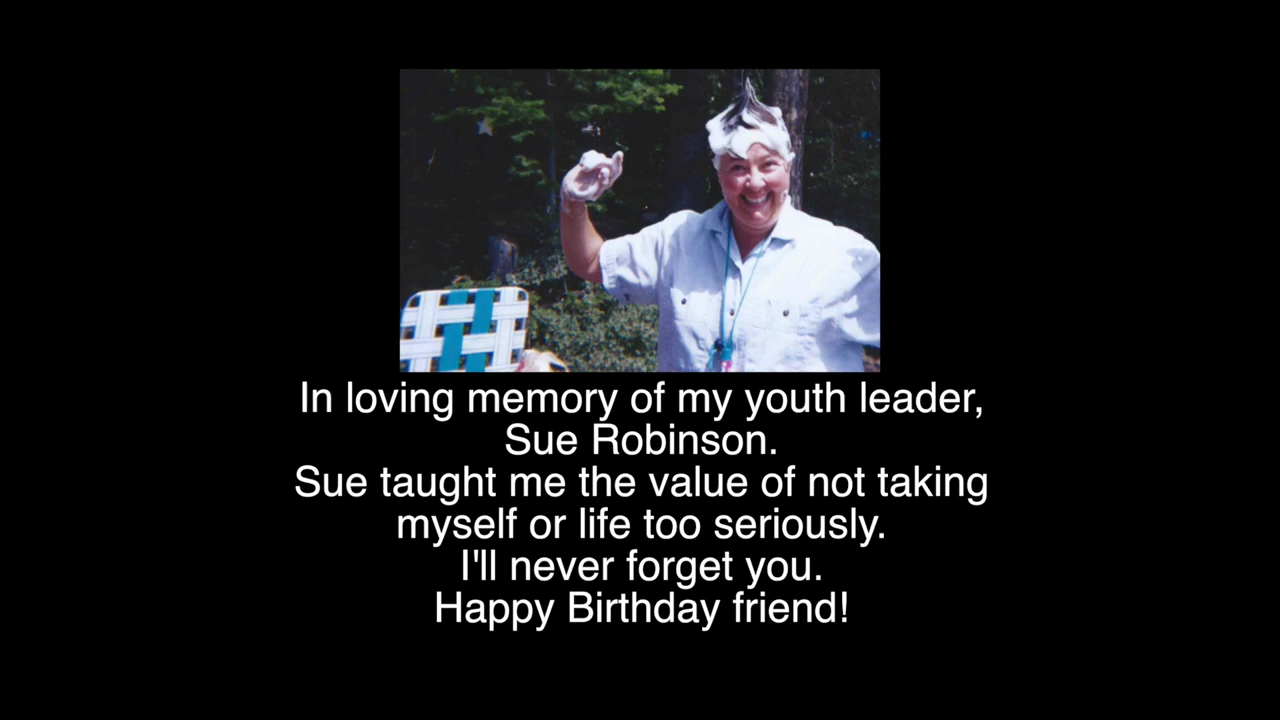 In loving memory of my youth leader,
Sue Robinson.
Sue taught me the value of not taking
myself or life too seriously.
I'll never forget you.
Happy Birthday friend!